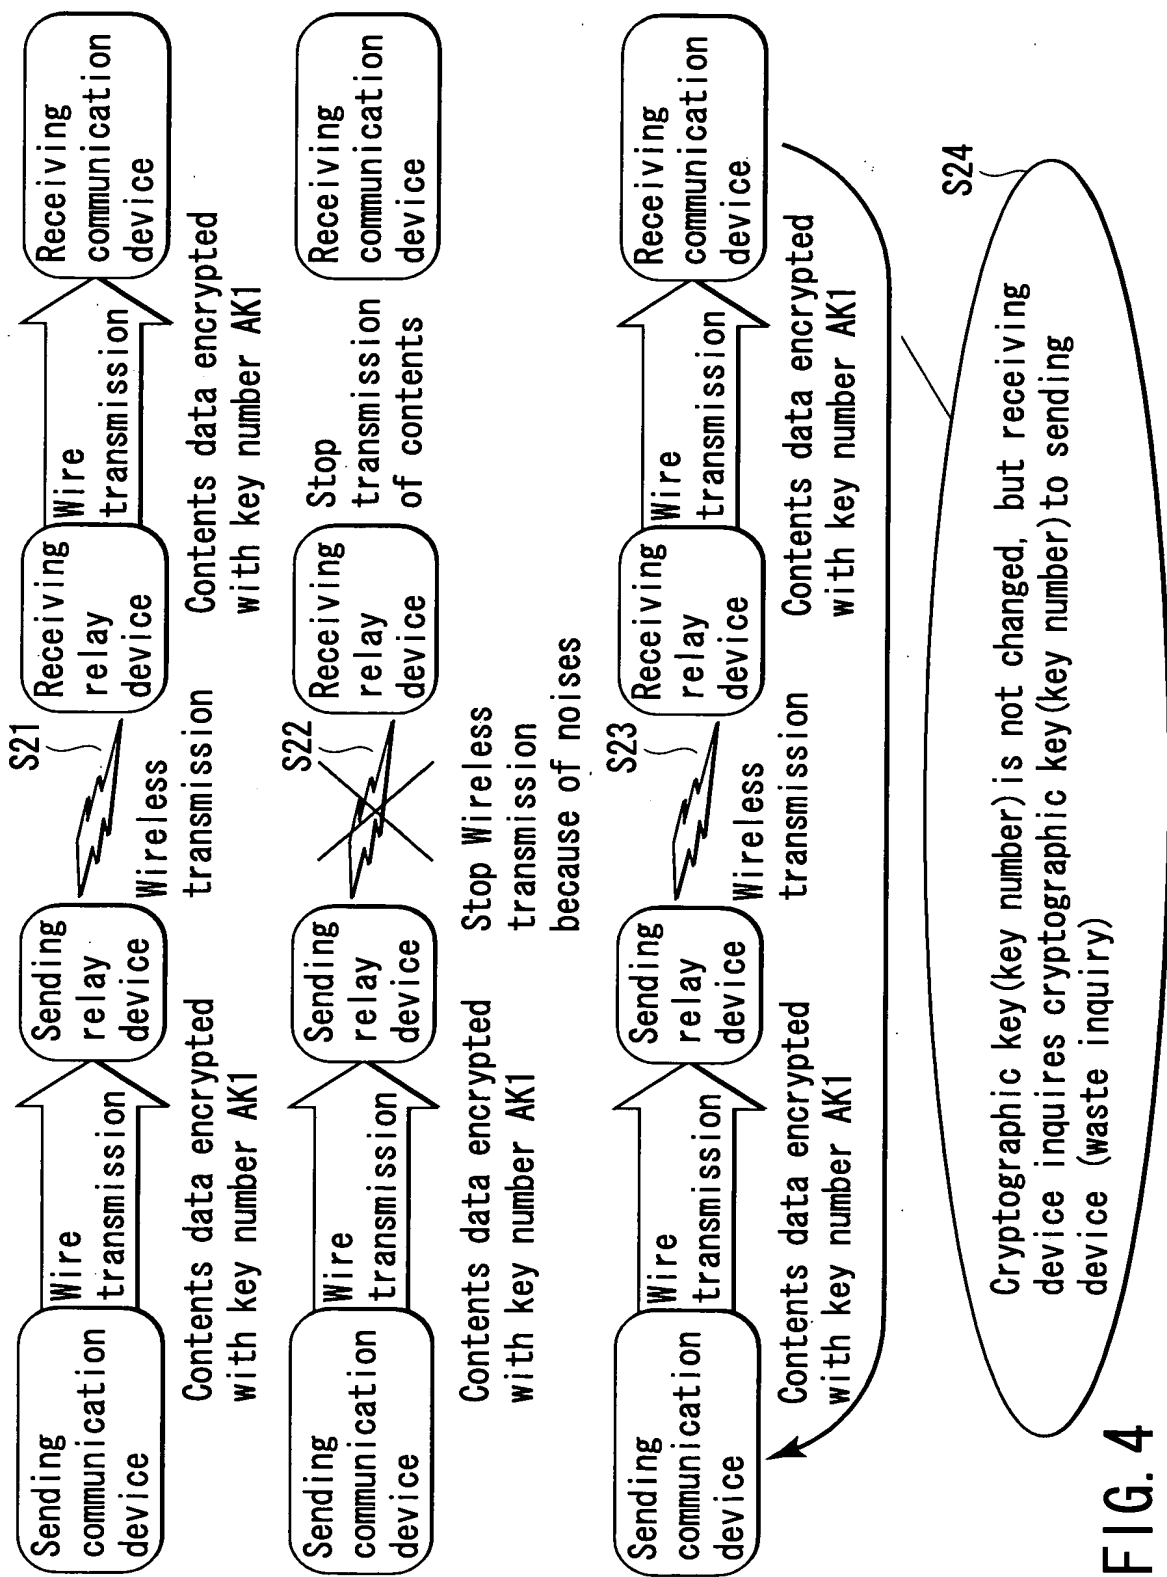 Sending
communication
device
Wire
transmission
Contents data encrypted
with key number AK1
Sending
relay
device
S21
Wireless
transmission
Receiving
relay
device
Wire
transmission
Contents data encrypted
with key number AK1
Receiving
communication
device
Sending
communication
device
Wire
transmission
Contents data encrypted
with key number AK1
Sending
relay
device
S22
Stop Wireless
transmission
because of noises
Receiving
relay
device
Stop
transmission
of contents
Receiving
communication
device
Sending
communication
device
Wire
transmission
Contents data encrypted
with key number AK1
Sending
relay
device
S23
Wireless
transmission
Receiving
relay
device
Wire
transmission
Contents data encrypted
with key number AK1
Receiving
communication
device
S24
Cryptographic key(key number) is not changed, but receiving
device inquires cryptographic key(key number) to sending
device (waste inquiry)
FIG. 4